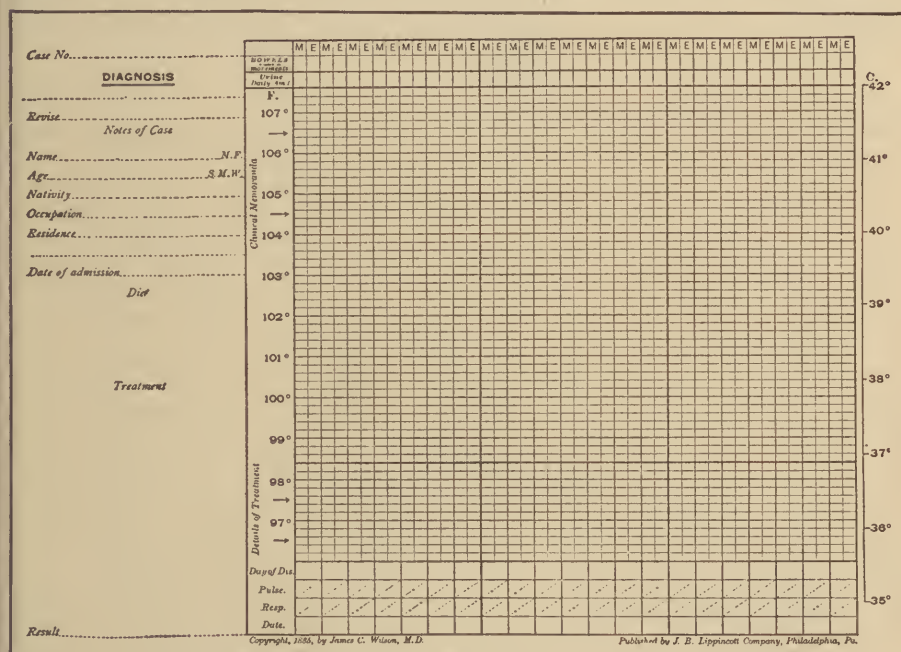 M E M E M E M E M E M E M E M E M E M E M E M E M E M E M E M E M E M E M E M E M E M E
Case No.
BOWELS
movements
Urine
C.
42°
DIAGNOSIS
F.
107°
Revise
Notes of Case
Name M.F.
106°
41°
Age S.M.W.
Nativity
105°
Occupation
Clinical Memoranda
Residence
104°
40°
Date of admission
103°
Diet
39°
102°
101°
Treatment
38°
100°
99°
37°
98°
Details of Treatment
97°
36°
Day of Dis.
Pulse.
Resp.
35°
Date.
Result
Copyright, 1885, by James C. Wilson, M.D.
Published by J. B. Lippincott Company, Philadelphia, Pa.